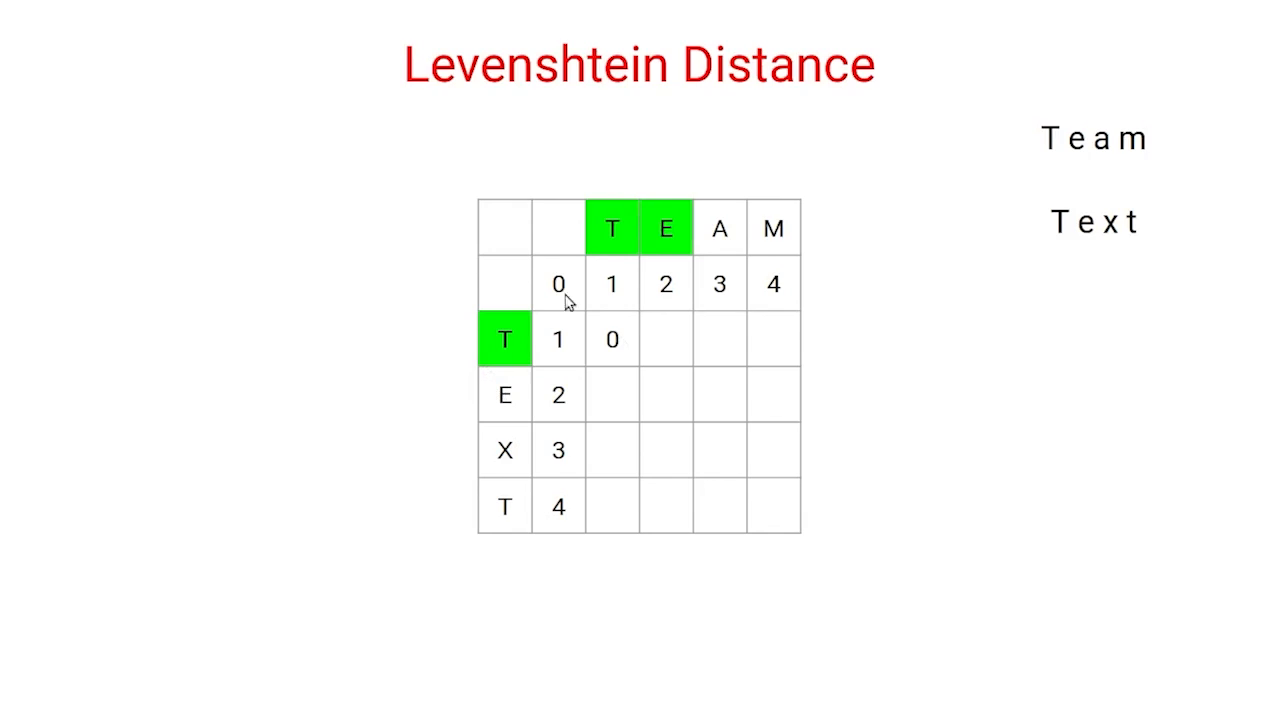 Levenshtein Distance
Team
Text
T E A M
0 1 2 3 4
T 1 0
E 2
X 3
T 4